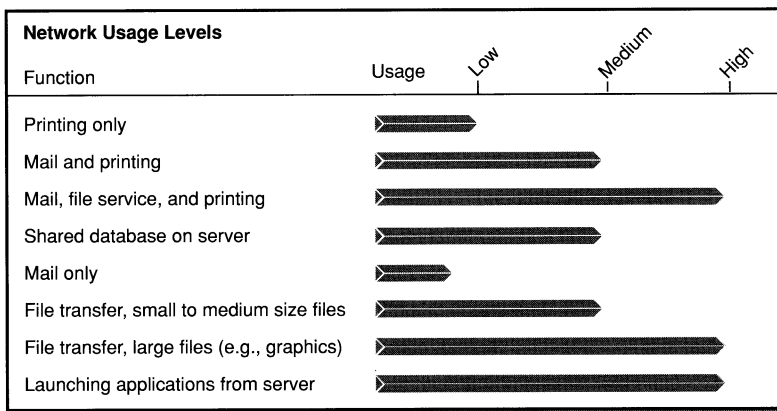 Network Usage Levels
Function Usage Low Medium High
Printing only
Mail and printing
Mail, file service, and printing
Shared database on server
Mail only
File transfer, small to medium size files
File transfer, large files (e.g., graphics)
Launching applications from server